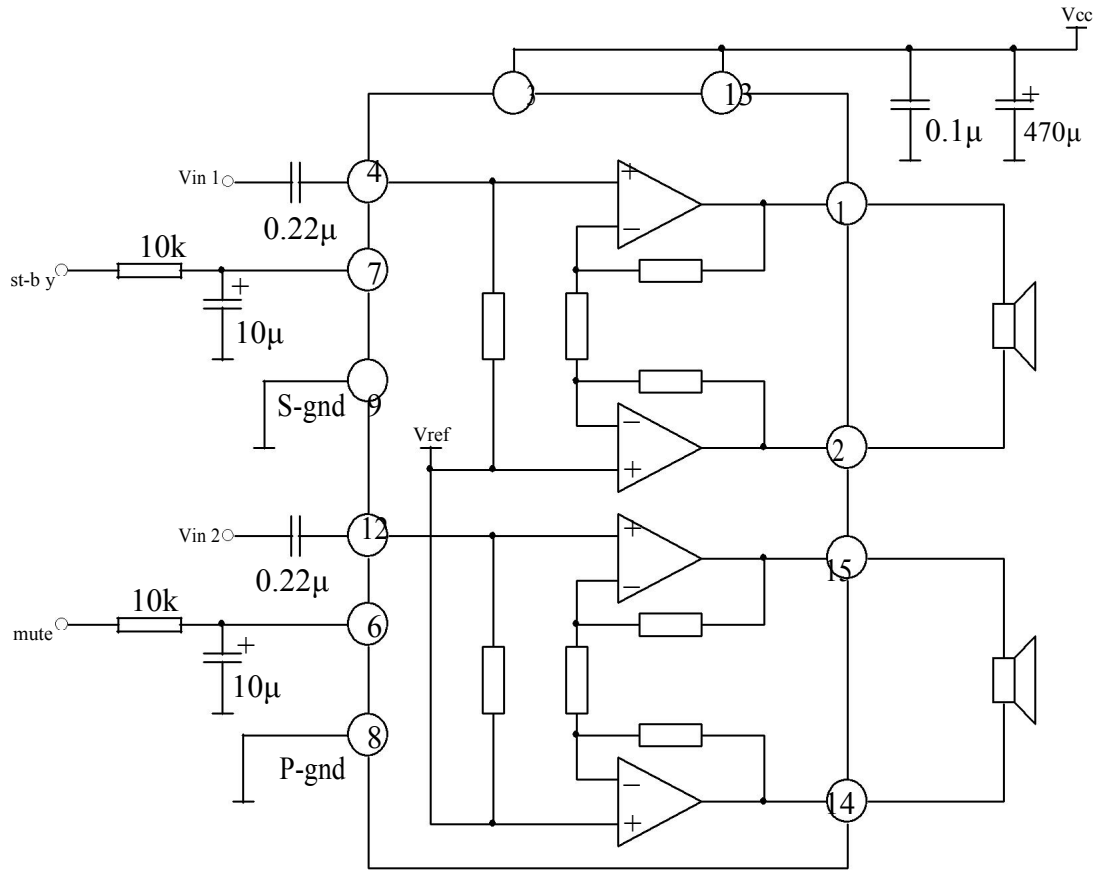 Vcc
3
13
0.1μ
+
470μ
Vin 1
4
+
1
0.22μ
−
10k
st-b y
7
+
10μ
S-gnd
9
Vref
−
2
+
Vin 2
12
+
15
0.22μ
−
10k
mute
6
+
10μ
8
P-gnd
−
14
+